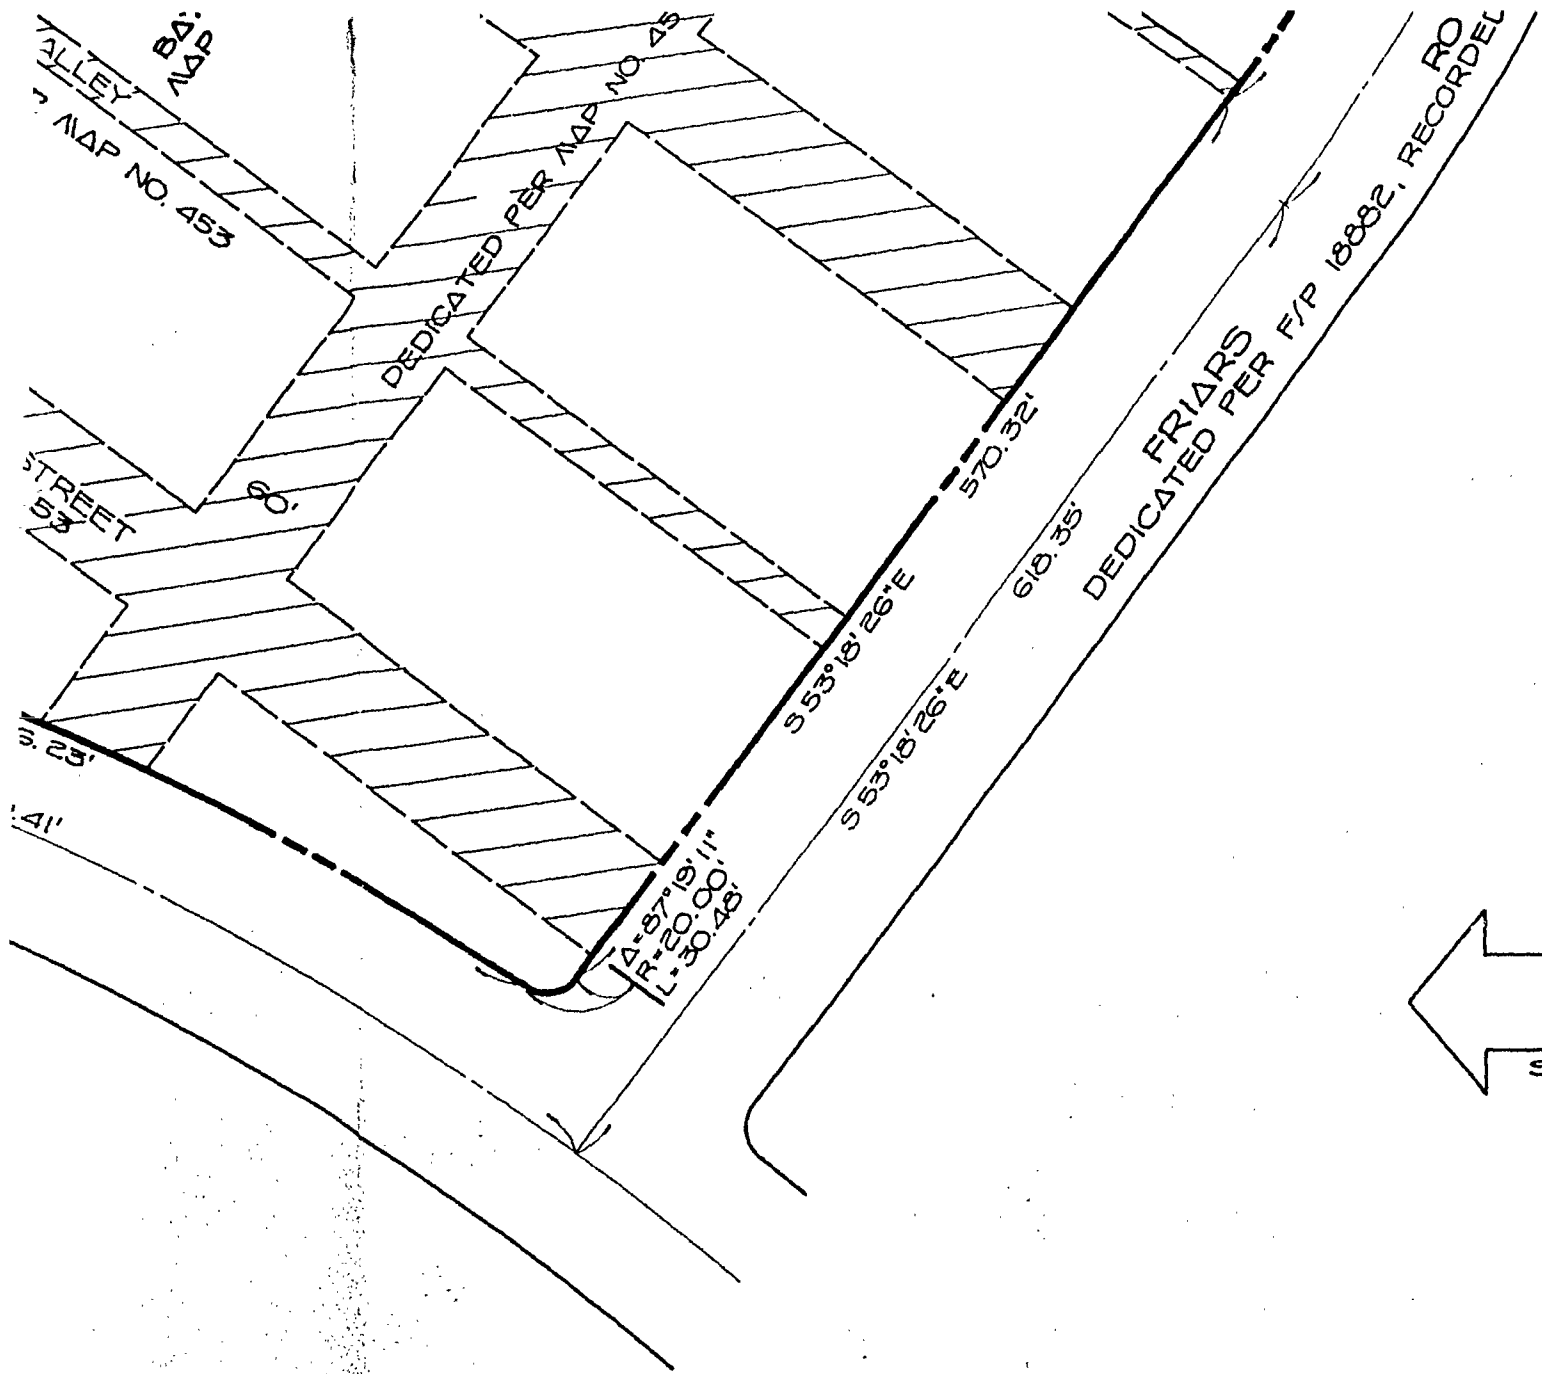 ALLEY
MAP NO. 453
MAP
DEDICATED PER MAP NO. 45
STREET
53
60'
570.32'
S 53°18'26"E
618.35'
S 53°18'26"E
FRIARS
RO
DEDICATED PER F/P 18882, RECORDED
Δ=87°19'11"
R=20.00'
L=30.48'
.23'
.41'